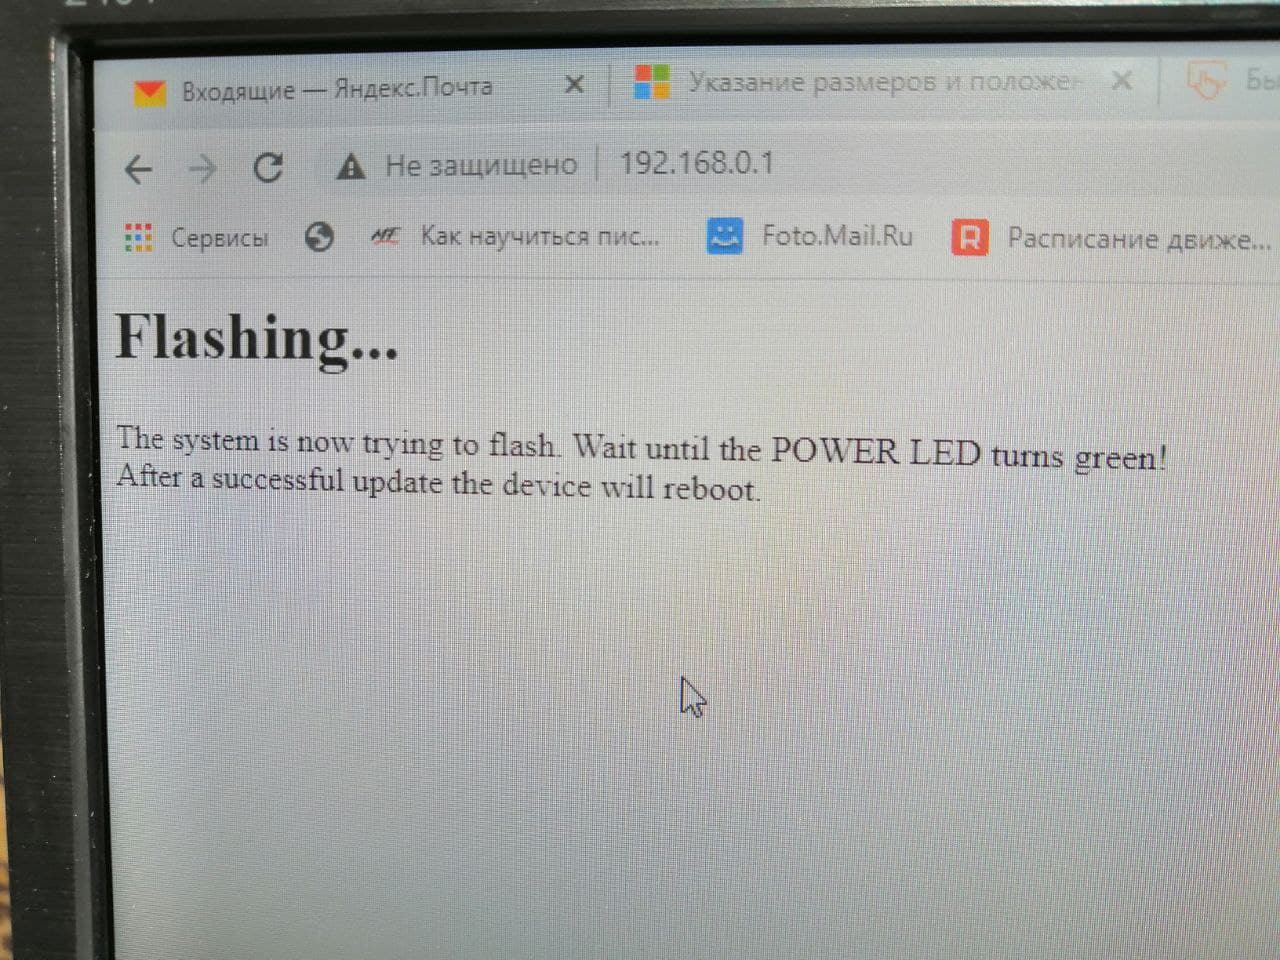 Входящие — Яндекс.Почта
Указание размеров и положе
Не защищено 192.168.0.1
Сервисы
Как научиться пис...
Foto.Mail.Ru
R
Расписание движе...
Flashing...
The system is now trying to flash. Wait until the POWER LED turns green!
After a successful update the device will reboot.